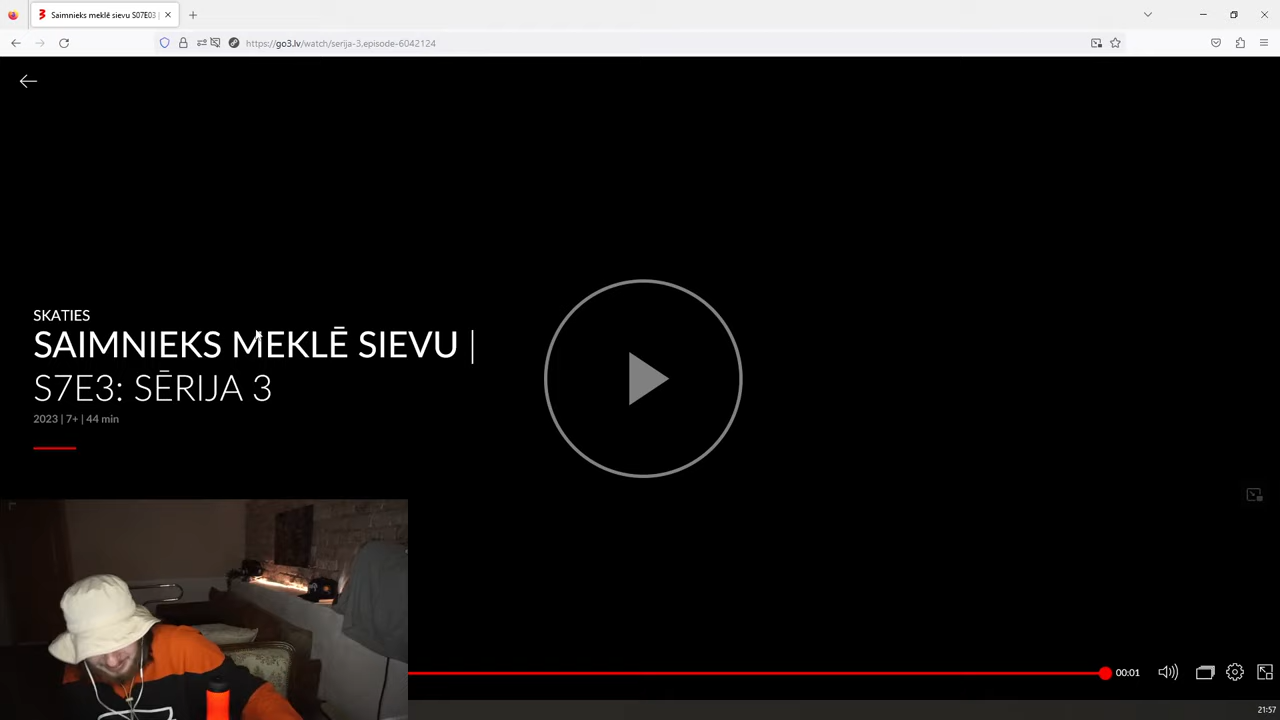 Saimnieks meklē sievu S07E03 |
https://go3.lv/watch/serija-3,episode-6042124
SKATIES
SAIMNIEKS MEKLĒ SIEVU |
S7E3: SĒRIJA 3
2023 | 7+ | 44 min
00:01
21:57